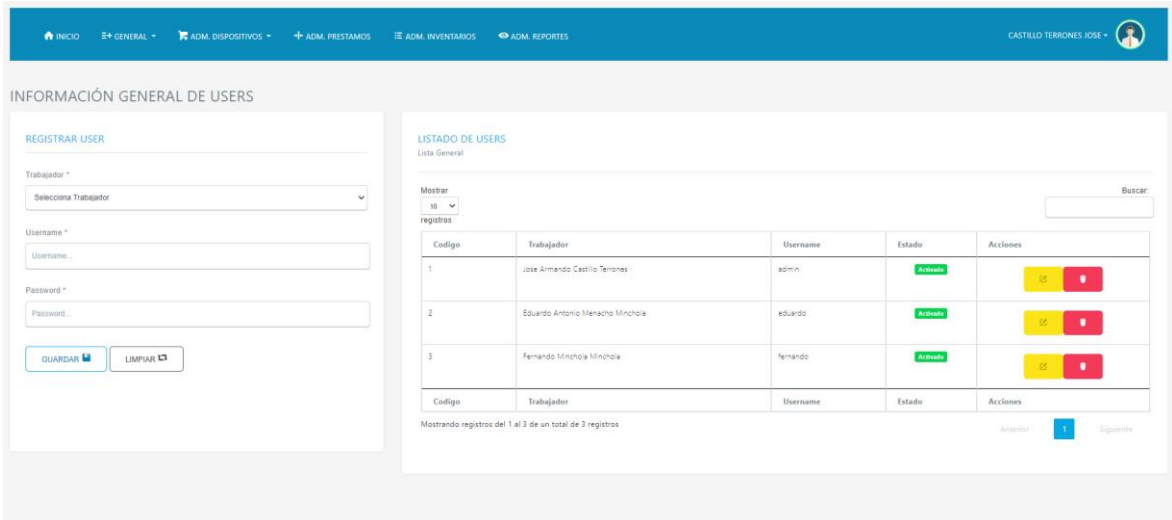 INICIO GENERAL ADM. DISPOSITIVOS ADM. PRESTAMOS ADM. INVENTARIOS ADM. REPORTES CASTILLO TERRONES JOSE
INFORMACIÓN GENERAL DE USERS
REGISTRAR USER
Trabajador *
Selecciona Trabajador
Username *
Username..
Password *
Password..
GUARDAR LIMPIAR
LISTADO DE USERS
Lista General
Mostrar
10
registros
Buscar:
Codigo Trabajador Username Estado Acciones
1 Jose Armando Castillo Terrones admin Activado
2 Eduardo Antonio Menacho Minchola eduardo Activado
3 Fernando Minchola Minchola fernando Activado
Codigo Trabajador Username Estado Acciones
Mostrando registros del 1 al 3 de un total de 3 registros
Anterior 1 Siguiente